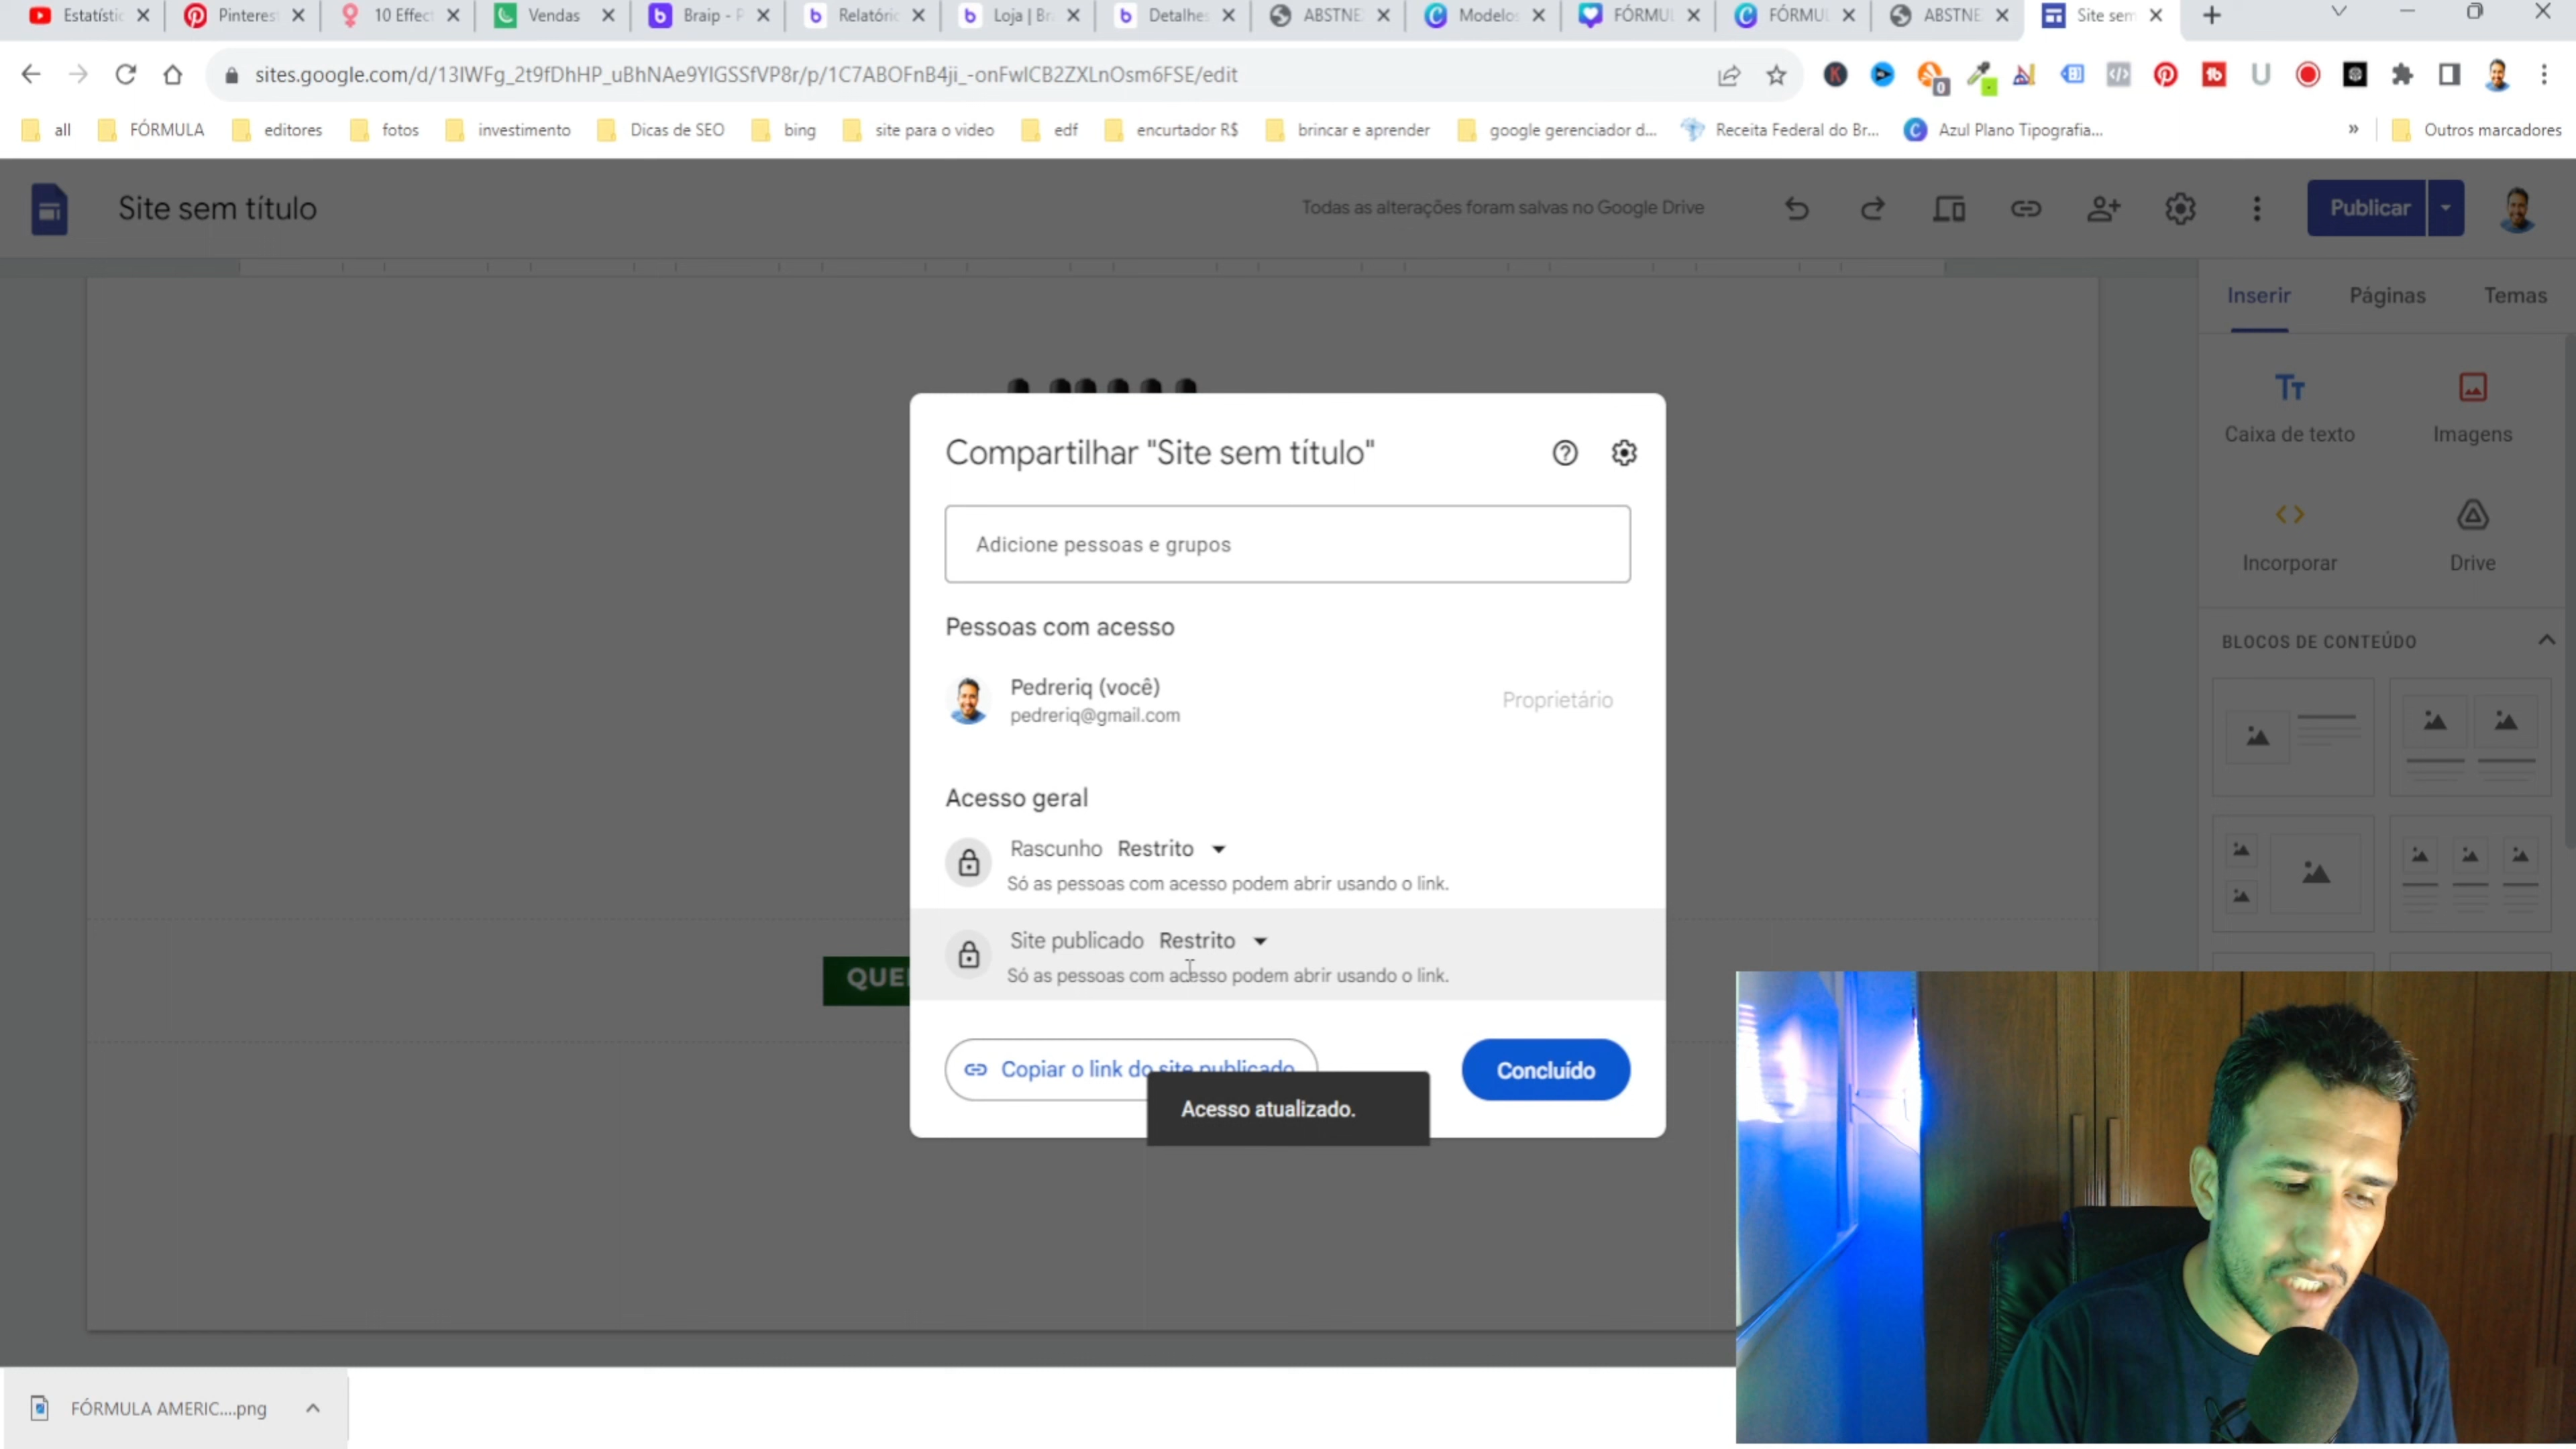 Estatístic
Pinteres
10 Effect
Vendas
Braip - P
Relatóri
Loja | Br
Detalhes
ABSTNE
Modelos
FÓRMUL
FÓRMUL
ABSTNE
Site sem
sites.google.com/d/13IWFg_2t9fDhHP_uBhNAe9YIGSSfVP8r/p/1C7ABOFnB4ji_-onFwICB2ZXLnOsm6FSE/edit
0
all
FÓRMULA
editores
fotos
investimento
Dicas de SEO
bing
site para o video
edf
encurtador R$
brincar e aprender
google gerenciador d...
Receita Federal do Br...
Azul Plano Tipografia...
»
Outros marcadores
Site sem título
Todas as alterações foram salvas no Google Drive
Publicar
Inserir
Páginas
Temas
Caixa de texto
Imagens
Incorporar
Drive
BLOCOS DE CONTEÚDO
Compartilhar "Site sem título"
Adicione pessoas e grupos
Pessoas com acesso
Pedreriq (você)
pedreriq@gmail.com
Proprietário
Acesso geral
Rascunho Restrito
Só as pessoas com acesso podem abrir usando o link.
Site publicado Restrito
Só as pessoas com acesso podem abrir usando o link.
QUE
Copiar o link do site publicado
Concluído
Acesso atualizado.
FÓRMULA AMERIC....png